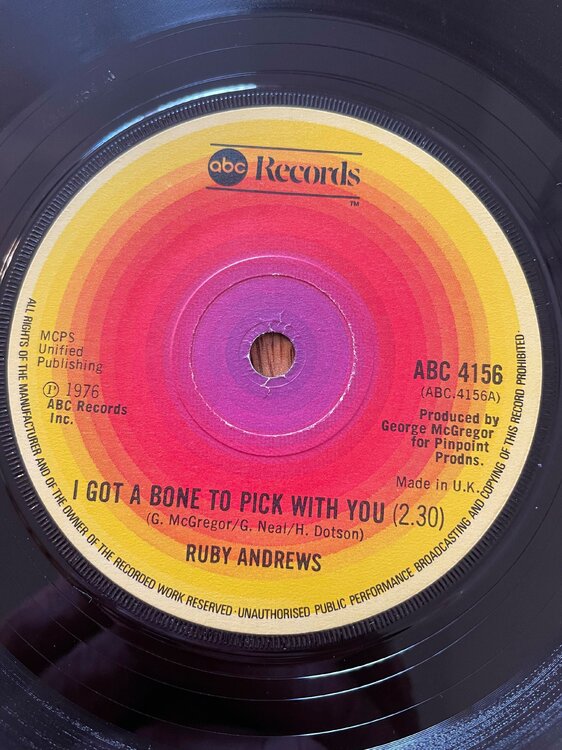 abc Records
TM
MCPS
Unified
Publishing
Ⓟ 1976
ABC Records
Inc.
ABC 4156
(ABC.4156A)
Produced by
George McGregor
for Pinpoint
Prodns.
Made in U.K.
I GOT A BONE TO PICK WITH YOU (2.30)
(G. McGregor/G. Neal/H. Dotson)
RUBY ANDREWS
ALL RIGHTS OF THE MANUFACTURER AND OF THE OWNER OF THE RECORDED WORK RESERVED · UNAUTHORISED PUBLIC PERFORMANCE BROADCASTING AND COPYING OF THIS RECORD PROHIBITED ·